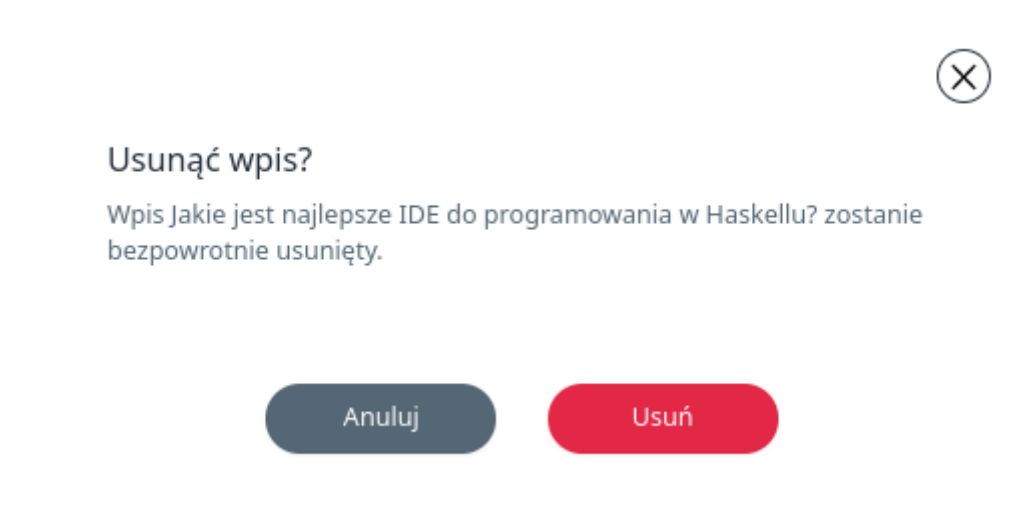 Usunąć wpis?
Wpis Jakie jest najlepsze IDE do programowania w Haskellu? zostanie
bezpowrotnie usunięty.
Anuluj
Usuń